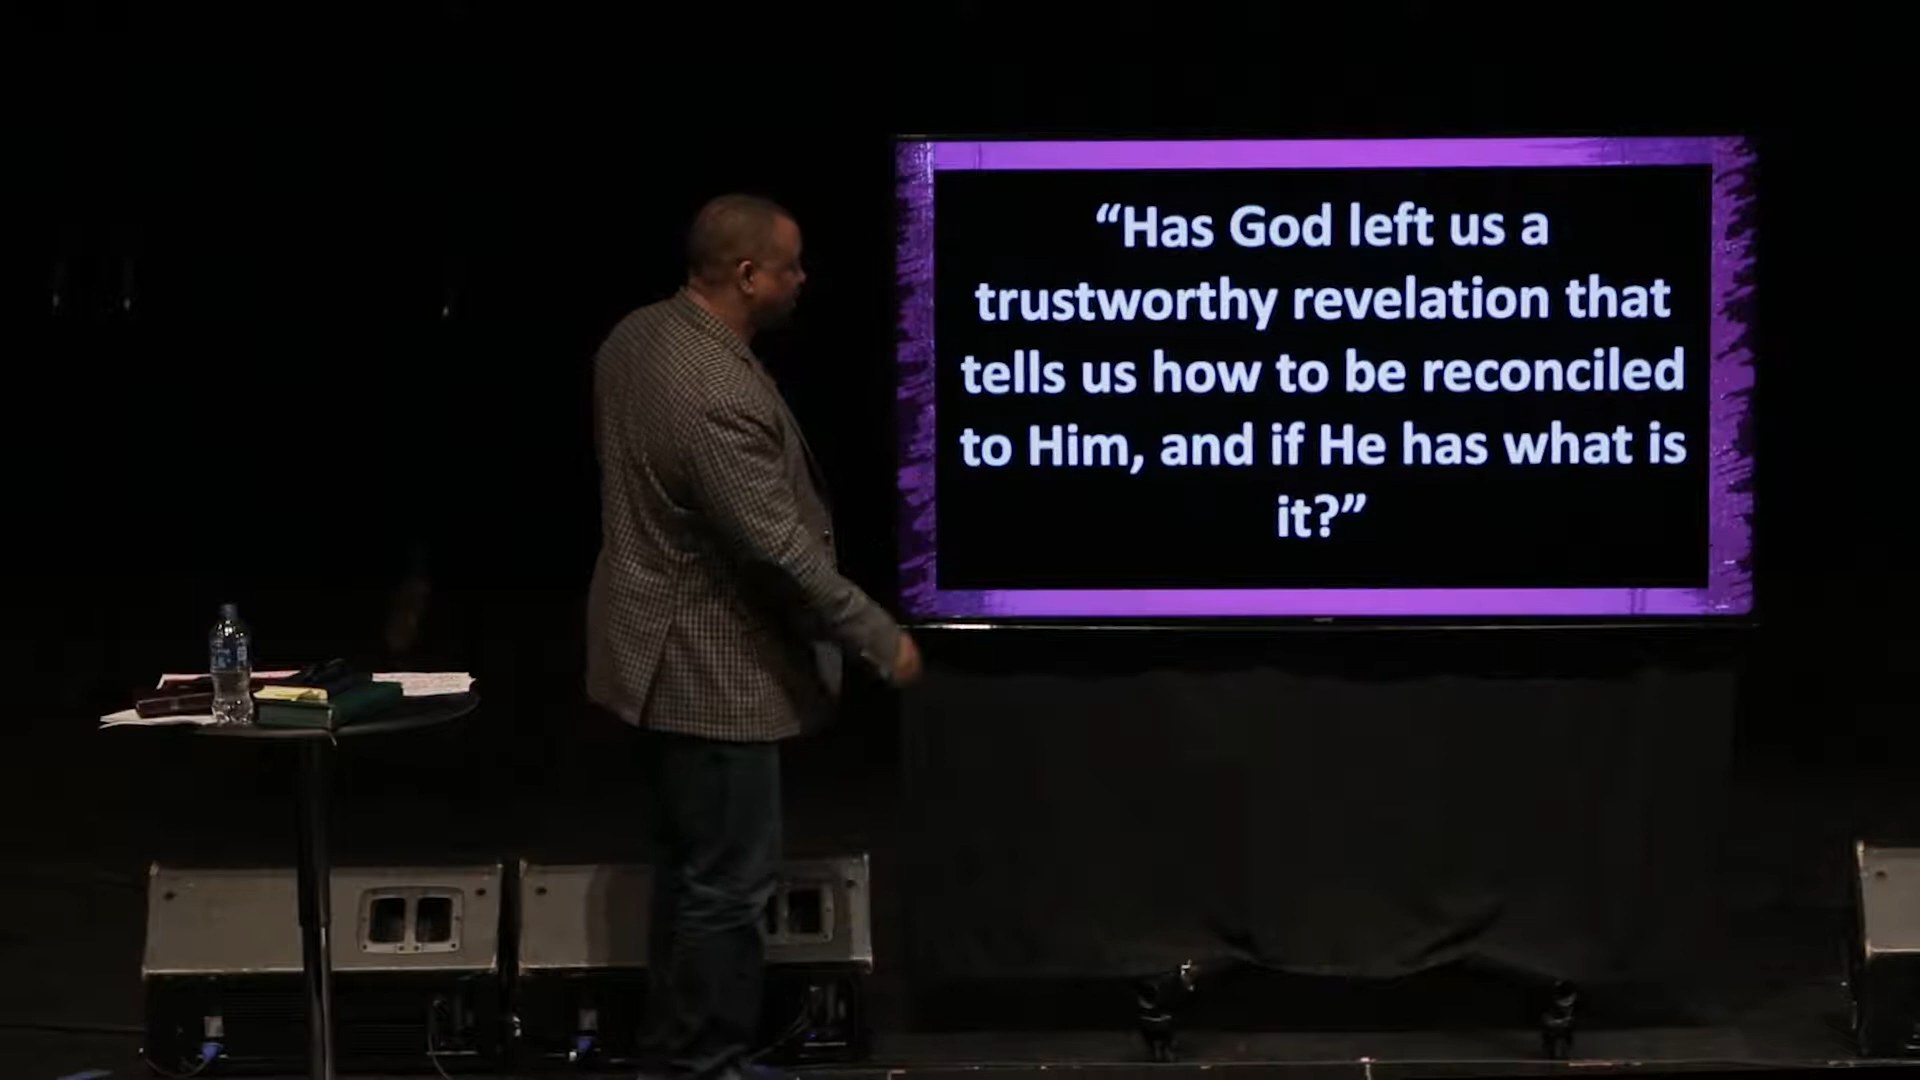 “Has God left us a
trustworthy revelation that
tells us how to be reconciled
to Him, and if He has what is
it?”